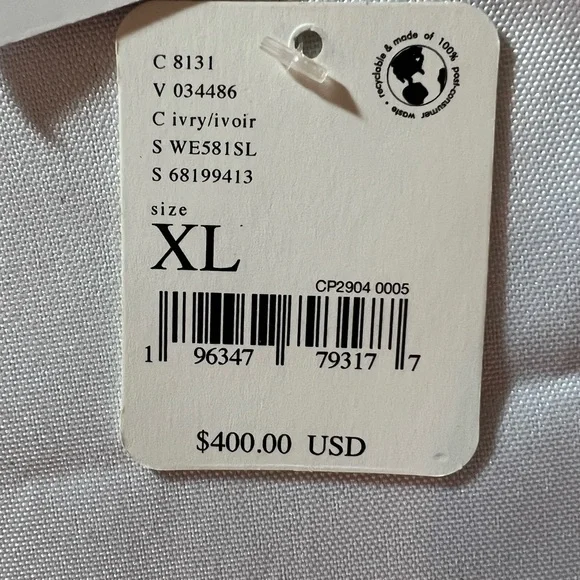 C 8131
V 034486
C ivry/ivoir
S WE581SL
S 68199413
size
XL
recyclable & made of 100% post-consumer waste •
CP2904 0005
1 96347 79317 7
$400.00 USD